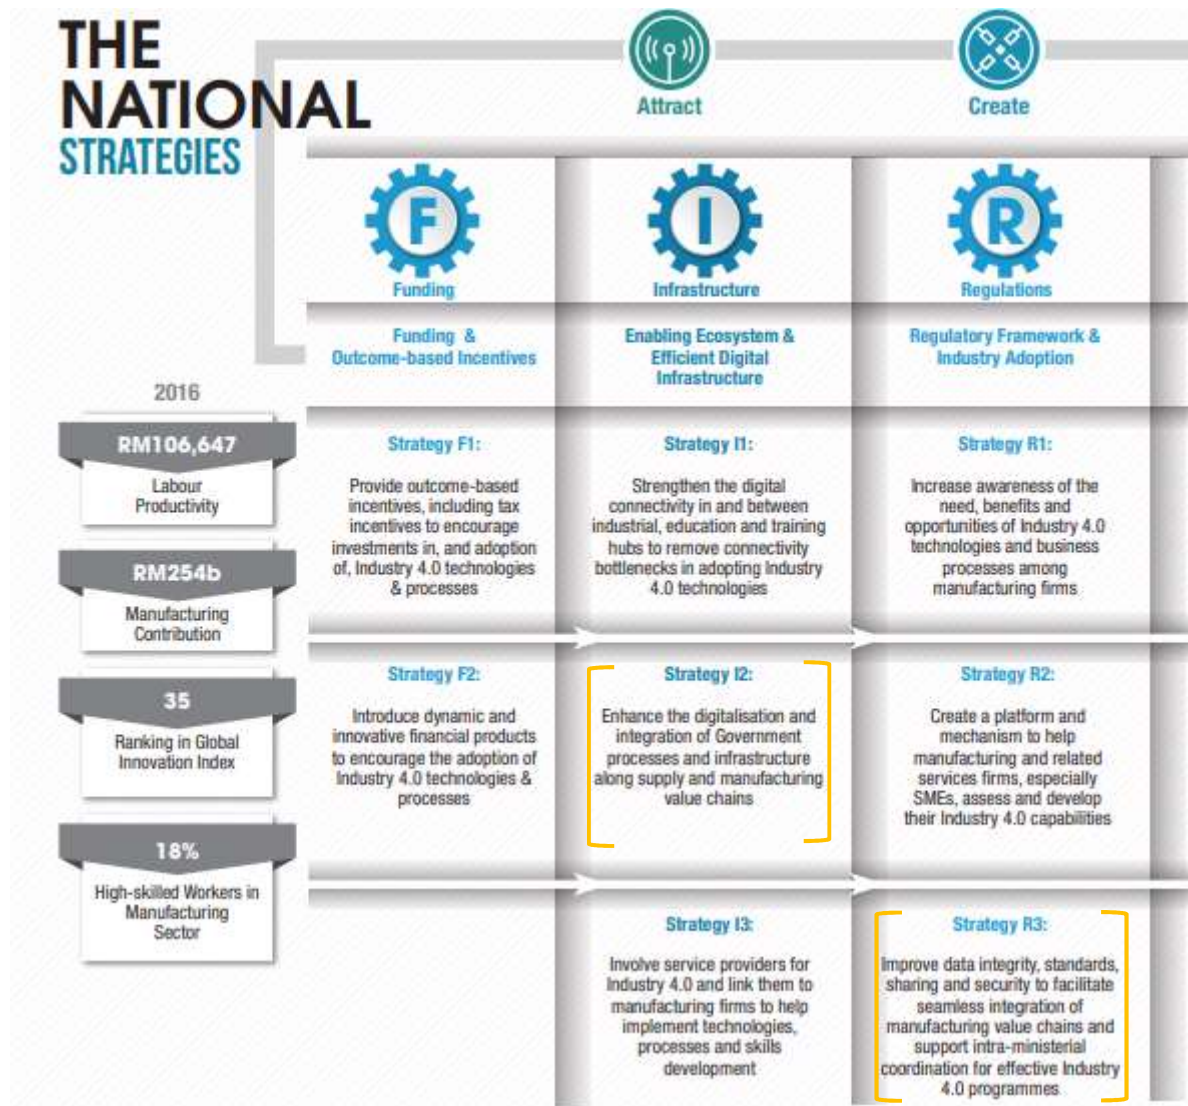 THE
NATIONAL
STRATEGIES
Attract
Create
F
Funding
I
Infrastructure
R
Regulations
Funding &
Outcome-based Incentives
Enabling Ecosystem &
Efficient Digital
Infrastructure
Regulatory Framework &
Industry Adoption
2016
RM106,647
Labour
Productivity
RM254b
Manufacturing
Contribution
35
Ranking in Global
Innovation Index
18%
High-skilled Workers in
Manufacturing
Sector
Strategy F1:
Provide outcome-based
incentives, including tax
incentives to encourage
investments in, and adoption
of, Industry 4.0 technologies
& processes
Strategy I1:
Strengthen the digital
connectivity in and between
industrial, education and training
hubs to remove connectivity
bottlenecks in adopting Industry
4.0 technologies
Strategy R1:
Increase awareness of the
need, benefits and
opportunities of Industry 4.0
technologies and business
processes among
manufacturing firms
Strategy F2:
Introduce dynamic and
innovative financial products
to encourage the adoption of
Industry 4.0 technologies &
processes
Strategy I2:
Enhance the digitalisation and
integration of Government
processes and infrastructure
along supply and manufacturing
value chains
Strategy R2:
Create a platform and
mechanism to help
manufacturing and related
services firms, especially
SMEs, assess and develop
their Industry 4.0 capabilities
Strategy I3:
Involve service providers for
Industry 4.0 and link them to
manufacturing firms to help
implement technologies,
processes and skills
development
Strategy R3:
Improve data integrity, standards,
sharing and security to facilitate
seamless integration of
manufacturing value chains and
support intra-ministerial
coordination for effective Industry
4.0 programmes